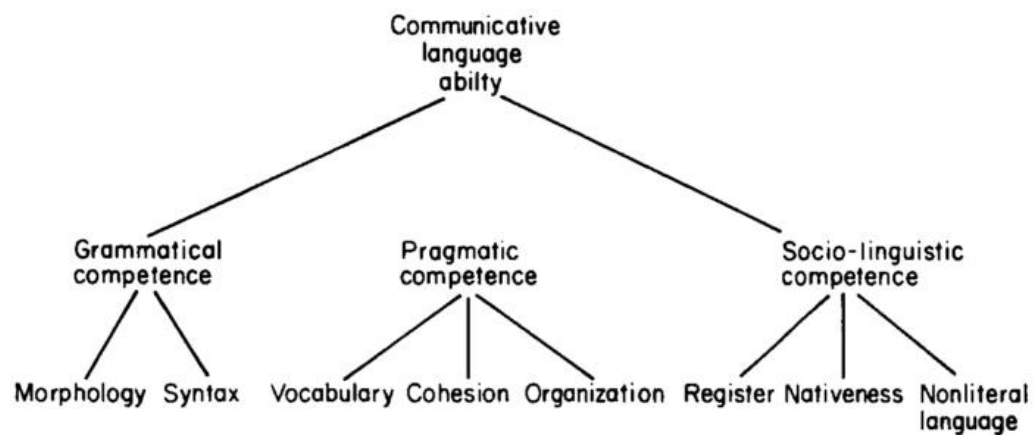 Communicative
language
abilty
Grammatical
competence
Pragmatic
competence
Socio-linguistic
competence
Morphology Syntax Vocabulary Cohesion Organization Register Nativeness Nonliteral
language